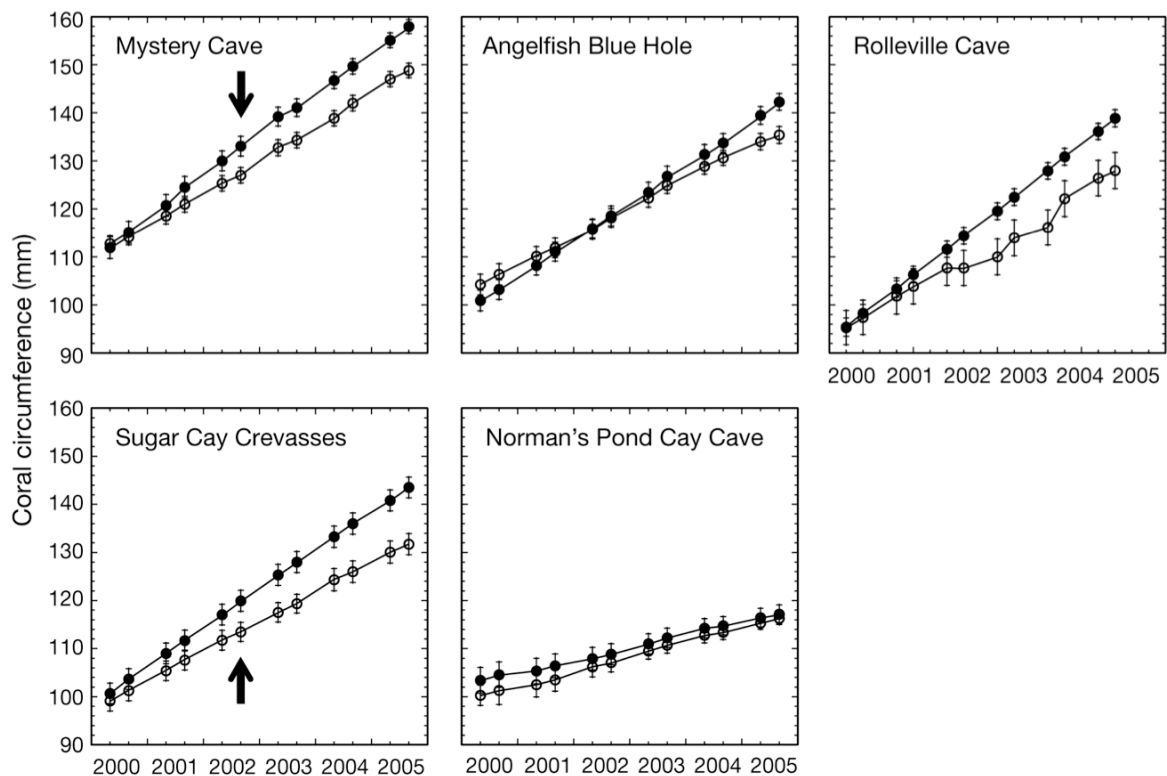 Coral circumference (mm)
Mystery Cave
Angelfish Blue Hole
Rolleville Cave
160
150
140
130
120
110
100
90
2000 2001 2002 2003 2004 2005
Sugar Cay Crevasses
Norman's Pond Cay Cave
160
150
140
130
120
110
100
90
2000 2001 2002 2003 2004 2005
2000 2001 2002 2003 2004 2005